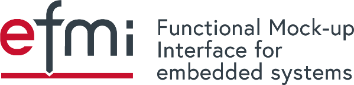 efmi
Functional Mock-up
Interface for
embedded systems